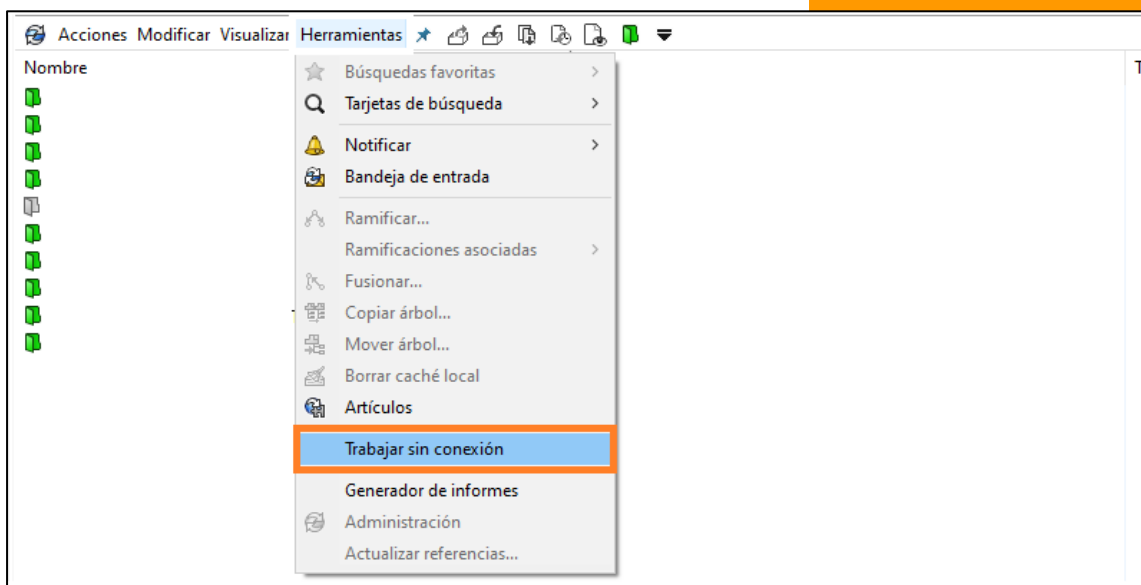 Acciones Modificar Visualizar Herramientas
Nombre
T
Búsquedas favoritas
Tarjetas de búsqueda
Notificar
Bandeja de entrada
Ramificar...
Ramificaciones asociadas
Fusionar...
Copiar árbol...
Mover árbol...
Borrar caché local
Artículos
Trabajar sin conexión
Generador de informes
Administración
Actualizar referencias...